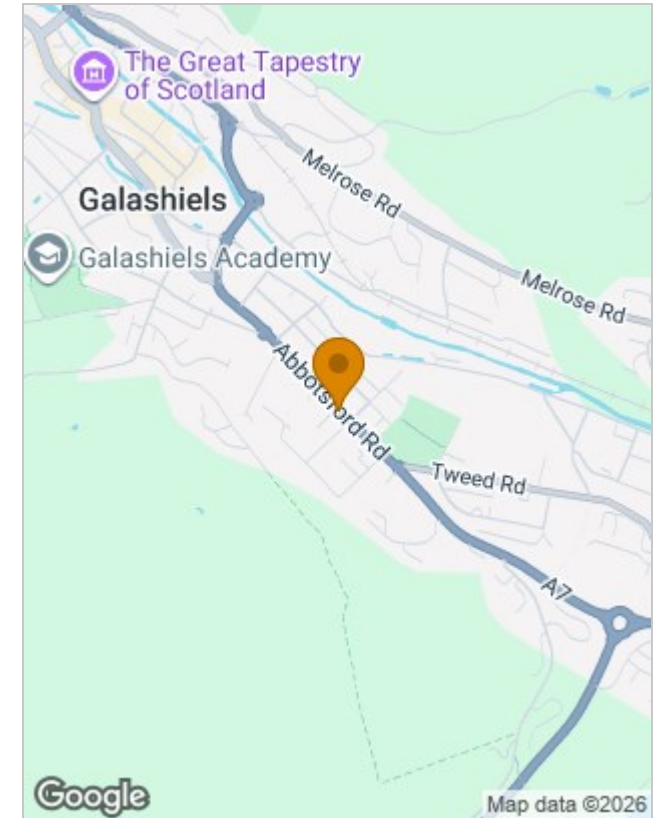 The Great Tapestry
of Scotland
Melrose Rd
Galashiels
Galashiels Academy
Melrose Rd
Abbotsford Rd
Tweed Rd
A7
Google
Map data ©2026